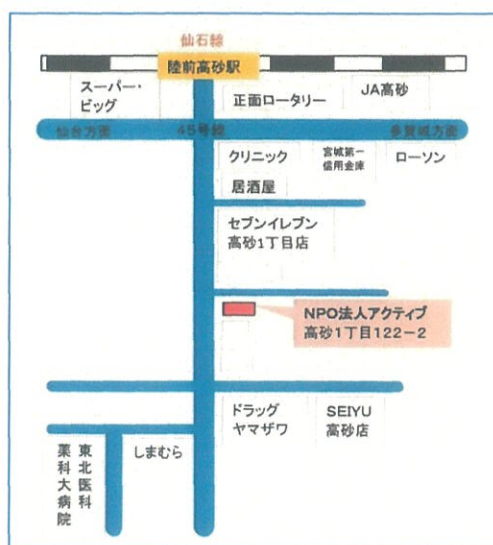 仙石線
陸前高砂駅
スーパー・
ビッグ
正面ロータリー
JA高砂
仙台方面
45号線
多賀城方面
クリニック
宮城第一
信用金庫
ローソン
居酒屋
セブンイレブン
高砂1丁目店
NPO法人アクティブ
高砂1丁目122−2
ドラッグ
ヤマザワ
SEIYU
高砂店
しまむら
東北医科
薬科大病院